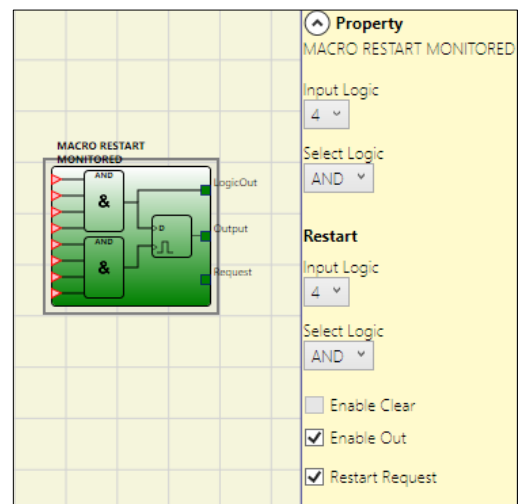 MACRO RESTART
MONITORED
AND
&
AND
&
D
LogicOut
Output
Request
Property
MACRO RESTART MONITORED
Input Logic
4
Select Logic
AND
Restart
Input Logic
4
Select Logic
AND
Enable Clear
Enable Out
Restart Request